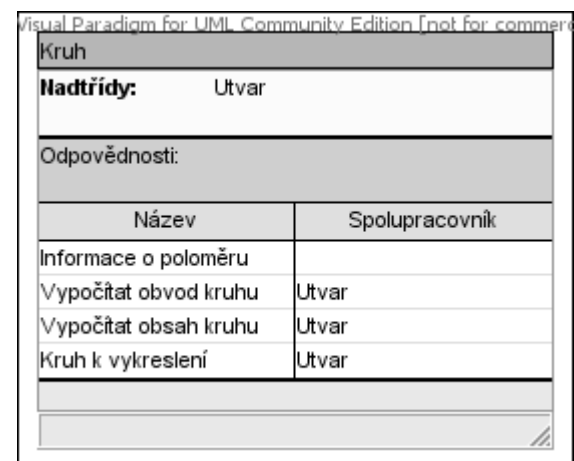 Visual Paradigm for UML Community Edition [not for commerc
Kruh
Nadtřídy: Utvar
Odpovědnosti:
Název Spolupracovník
Informace o poloměru
Vypočítat obvod kruhu Utvar
Vypočítat obsah kruhu Utvar
Kruh k vykreslení Utvar